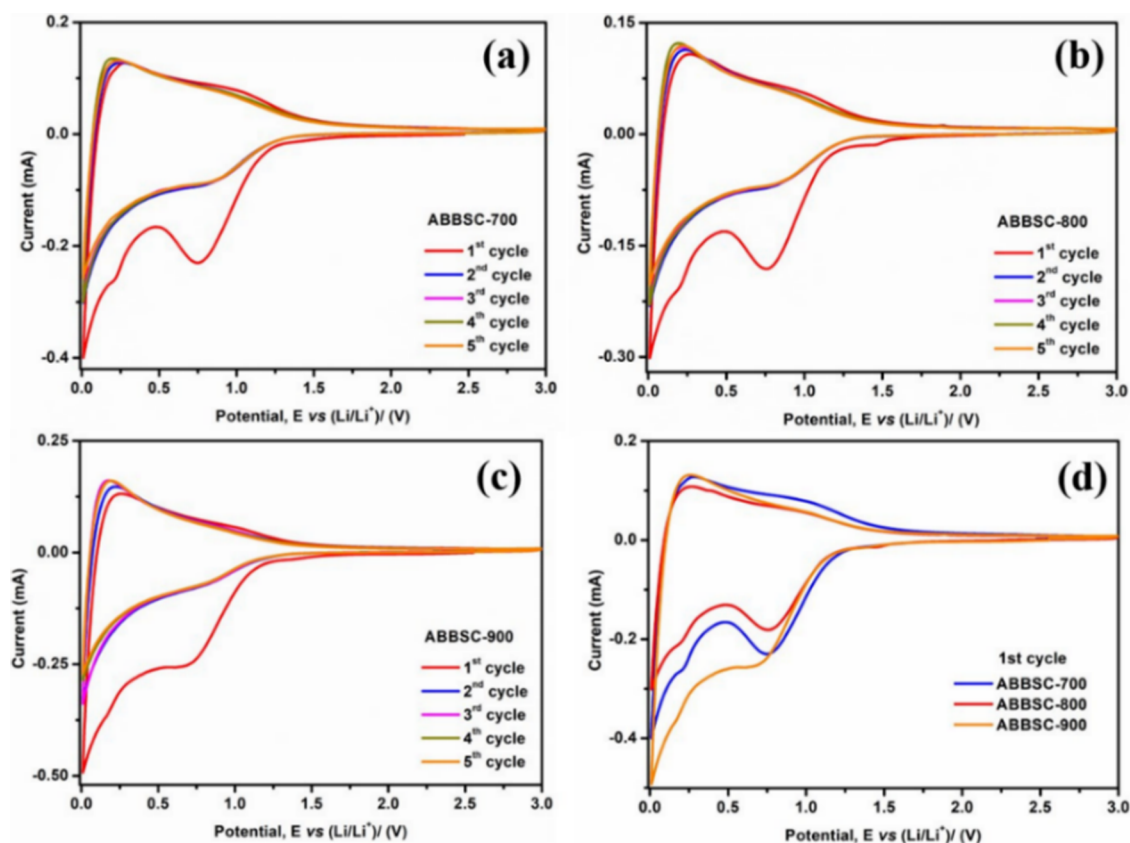 (a)
0.2
0.0
-0.2
-0.4
Current (mA)
ABBSC-700
1st cycle
2nd cycle
3rd cycle
4th cycle
5th cycle
0.0 0.5 1.0 1.5 2.0 2.5 3.0
Potential, E vs (Li/Li+)/ (V)
(b)
0.15
0.00
-0.15
-0.30
Current (mA)
ABBSC-800
1st cycle
2nd cycle
3rd cycle
4th cycle
5th cycle
0.0 0.5 1.0 1.5 2.0 2.5 3.0
Potential, E vs (Li/Li+)/ (V)
(c)
0.25
0.00
-0.25
-0.50
Current (mA)
ABBSC-900
1st cycle
2nd cycle
3rd cycle
4th cycle
5th cycle
0.0 0.5 1.0 1.5 2.0 2.5 3.0
Potential, E vs (Li/Li+)/ (V)
(d)
0.2
0.0
-0.2
-0.4
Current (mA)
1st cycle
ABBSC-700
ABBSC-800
ABBSC-900
0.0 0.5 1.0 1.5 2.0 2.5 3.0
Potential, E vs (Li/Li+)/ (V)